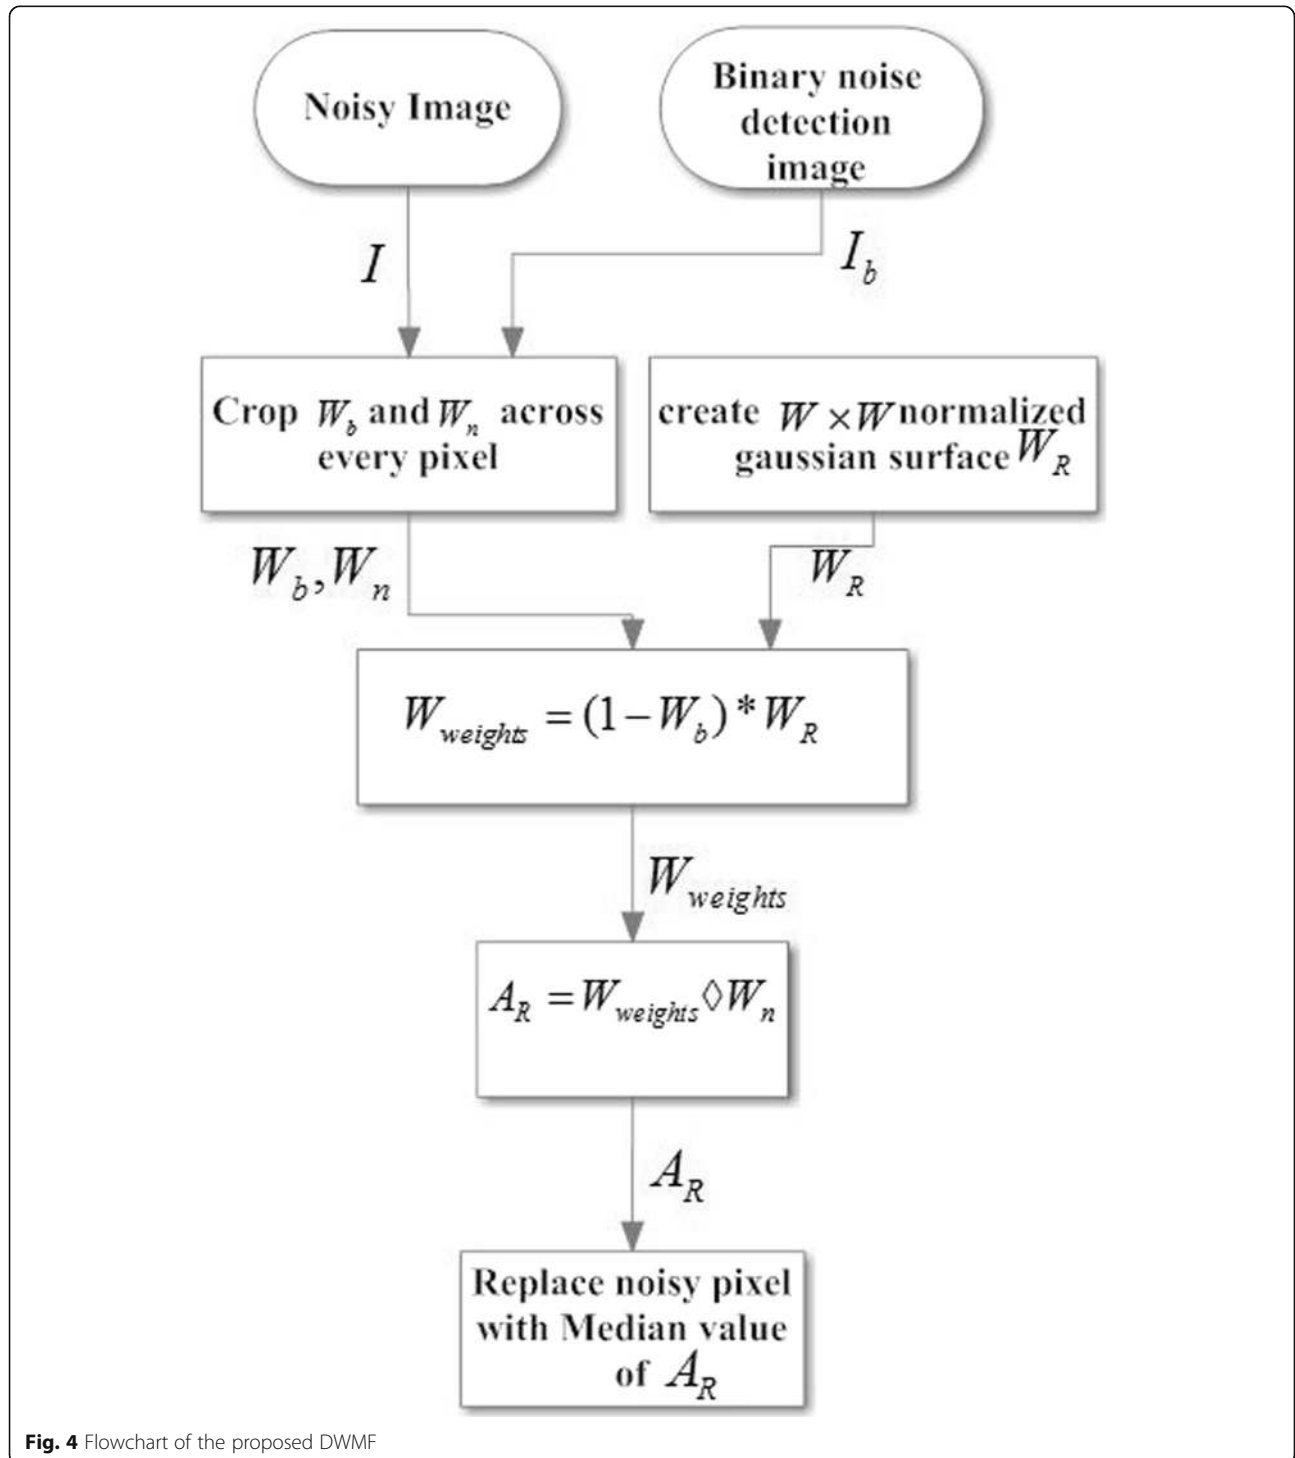 Noisy Image
Binary noise
detection
image
I
I_b
Crop W_b and W_n across
every pixel
create W × W normalized
gaussian surface W_R
W_b, W_n
W_R
W_weights = (1 − W_b) * W_R
W_weights
A_R = W_weights ◊ W_n
A_R
Replace noisy pixel
with Median value
of A_R
Fig. 4 Flowchart of the proposed DWMF